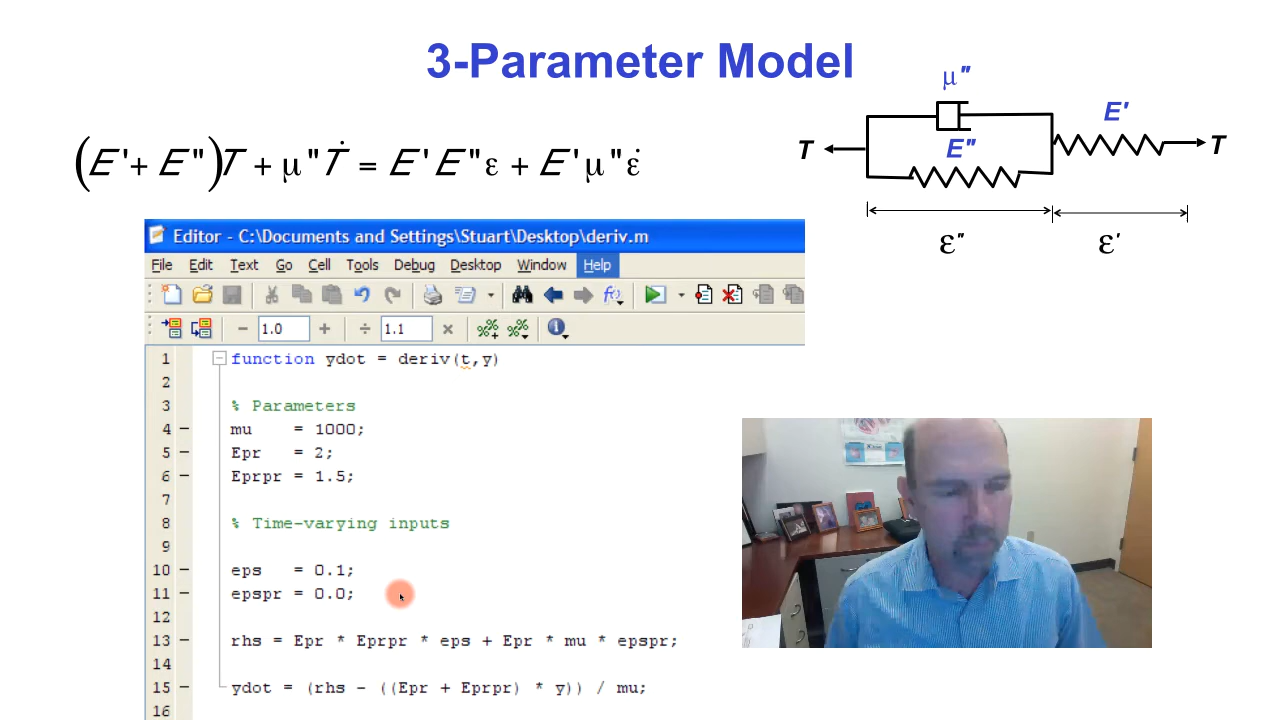 3-Parameter Model
(E'+ E")T + μ"Ṫ = E'E"ε + E'μ"ε̇
μ"
E'
T
E"
T
ε"
ε'
Editor - C:\Documents and Settings\Stuart\Desktop\deriv.m
File Edit Text Go Cell Tools Debug Desktop Window Help
− 1.0 + ÷ 1.1 ×
1 function ydot = deriv(t,y)
2
3 % Parameters
4 mu = 1000;
5 Epr = 2;
6 Eprpr = 1.5;
7
8 % Time-varying inputs
9
10 eps = 0.1;
11 epspr = 0.0;
12
13 rhs = Epr * Eprpr * eps + Epr * mu * epspr;
14
15 ydot = (rhs - ((Epr + Eprpr) * y)) / mu;
16